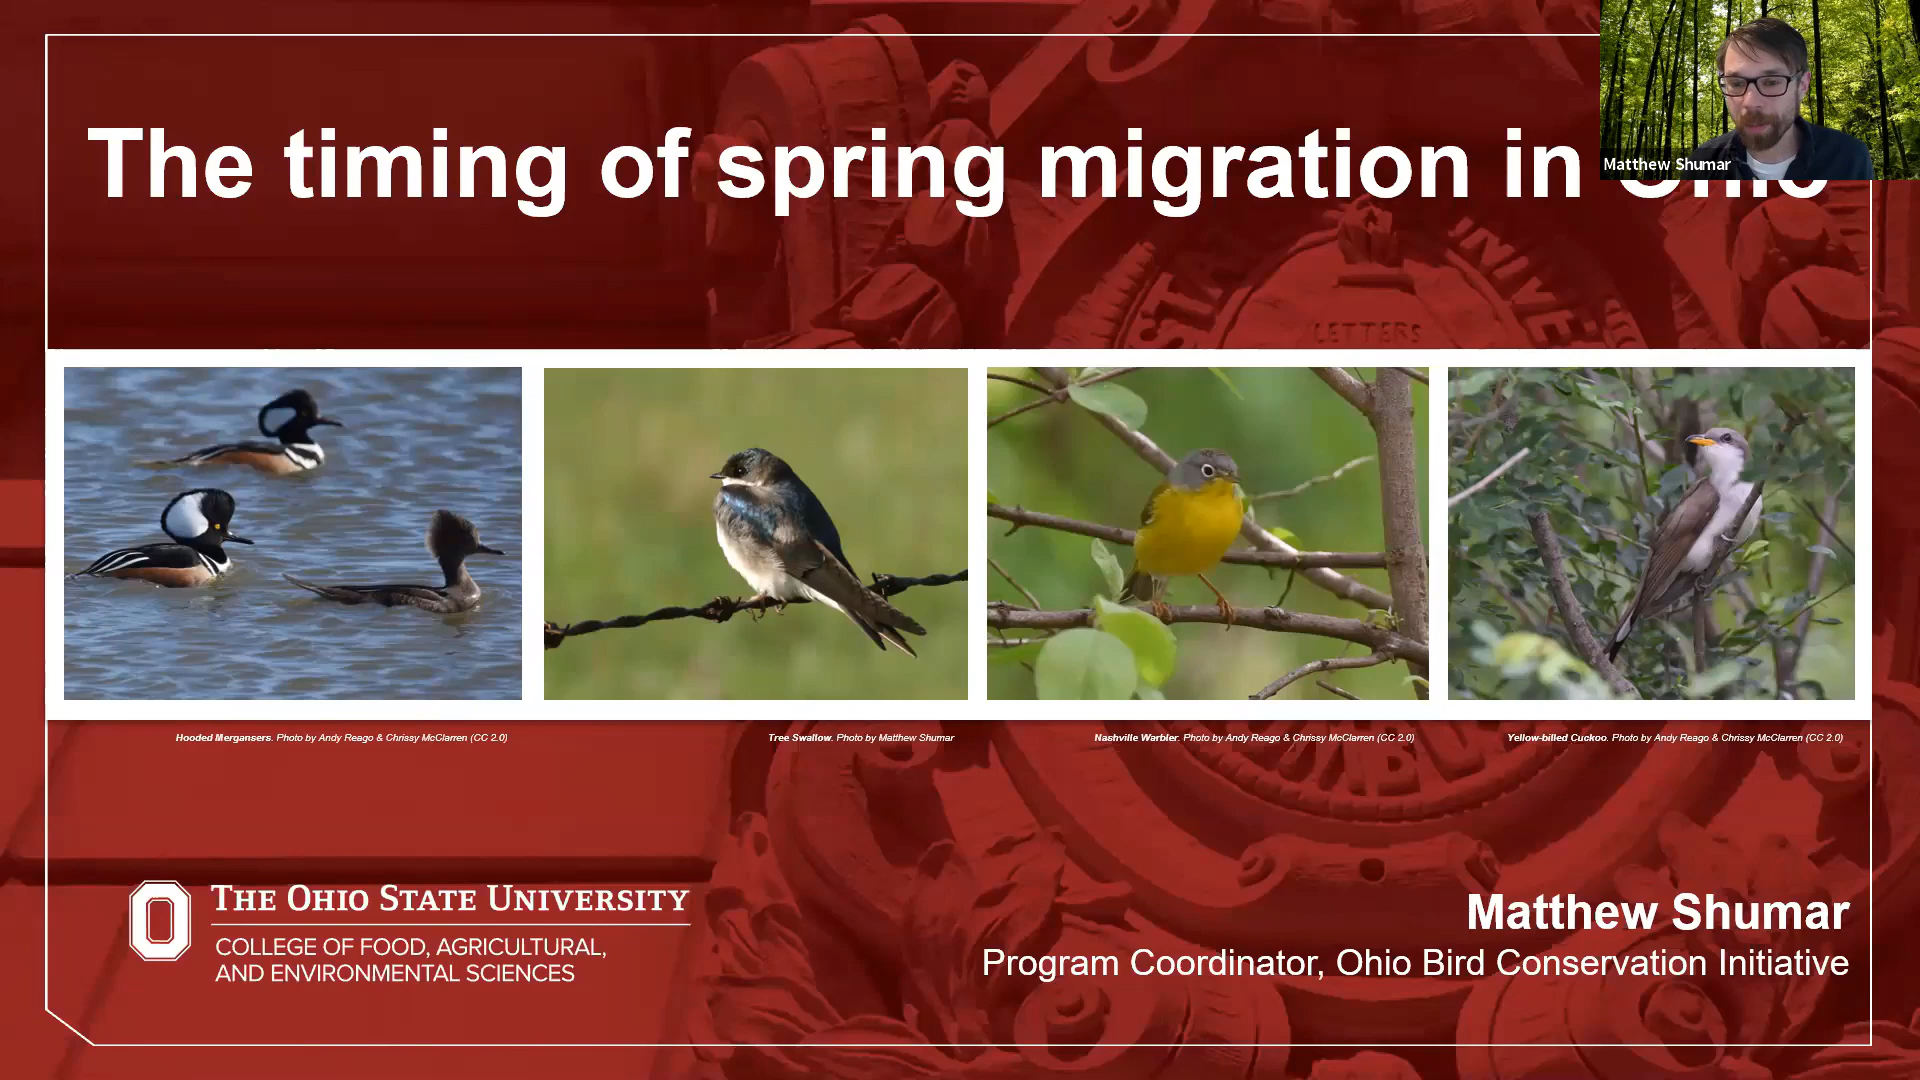 The timing of spring migration in Ohio
Matthew Shumar
LETTERS
Hooded Mergansers. Photo by Andy Reago & Chrissy McClarren (CC 2.0)
Tree Swallow. Photo by Matthew Shumar
Nashville Warbler. Photo by Andy Reago & Chrissy McClarren (CC 2.0)
Yellow-billed Cuckoo. Photo by Andy Reago & Chrissy McClarren (CC 2.0)
THE OHIO STATE UNIVERSITY
COLLEGE OF FOOD, AGRICULTURAL,
AND ENVIRONMENTAL SCIENCES
Matthew Shumar
Program Coordinator, Ohio Bird Conservation Initiative